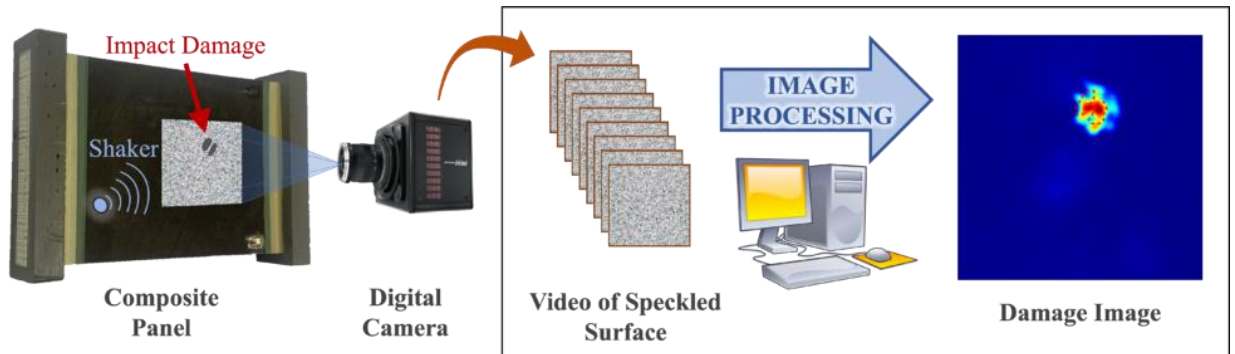 Impact Damage
Shaker
IMAGE
PROCESSING
Composite
Panel
Digital
Camera
Video of Speckled
Surface
Damage Image